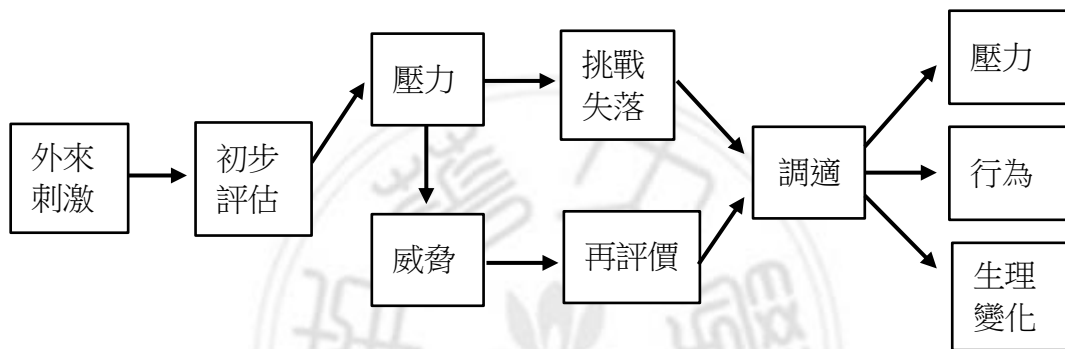 外來
刺激
初步
評估
壓力
威脅
挑戰
失落
再評價
調適
壓力
行為
生理
變化